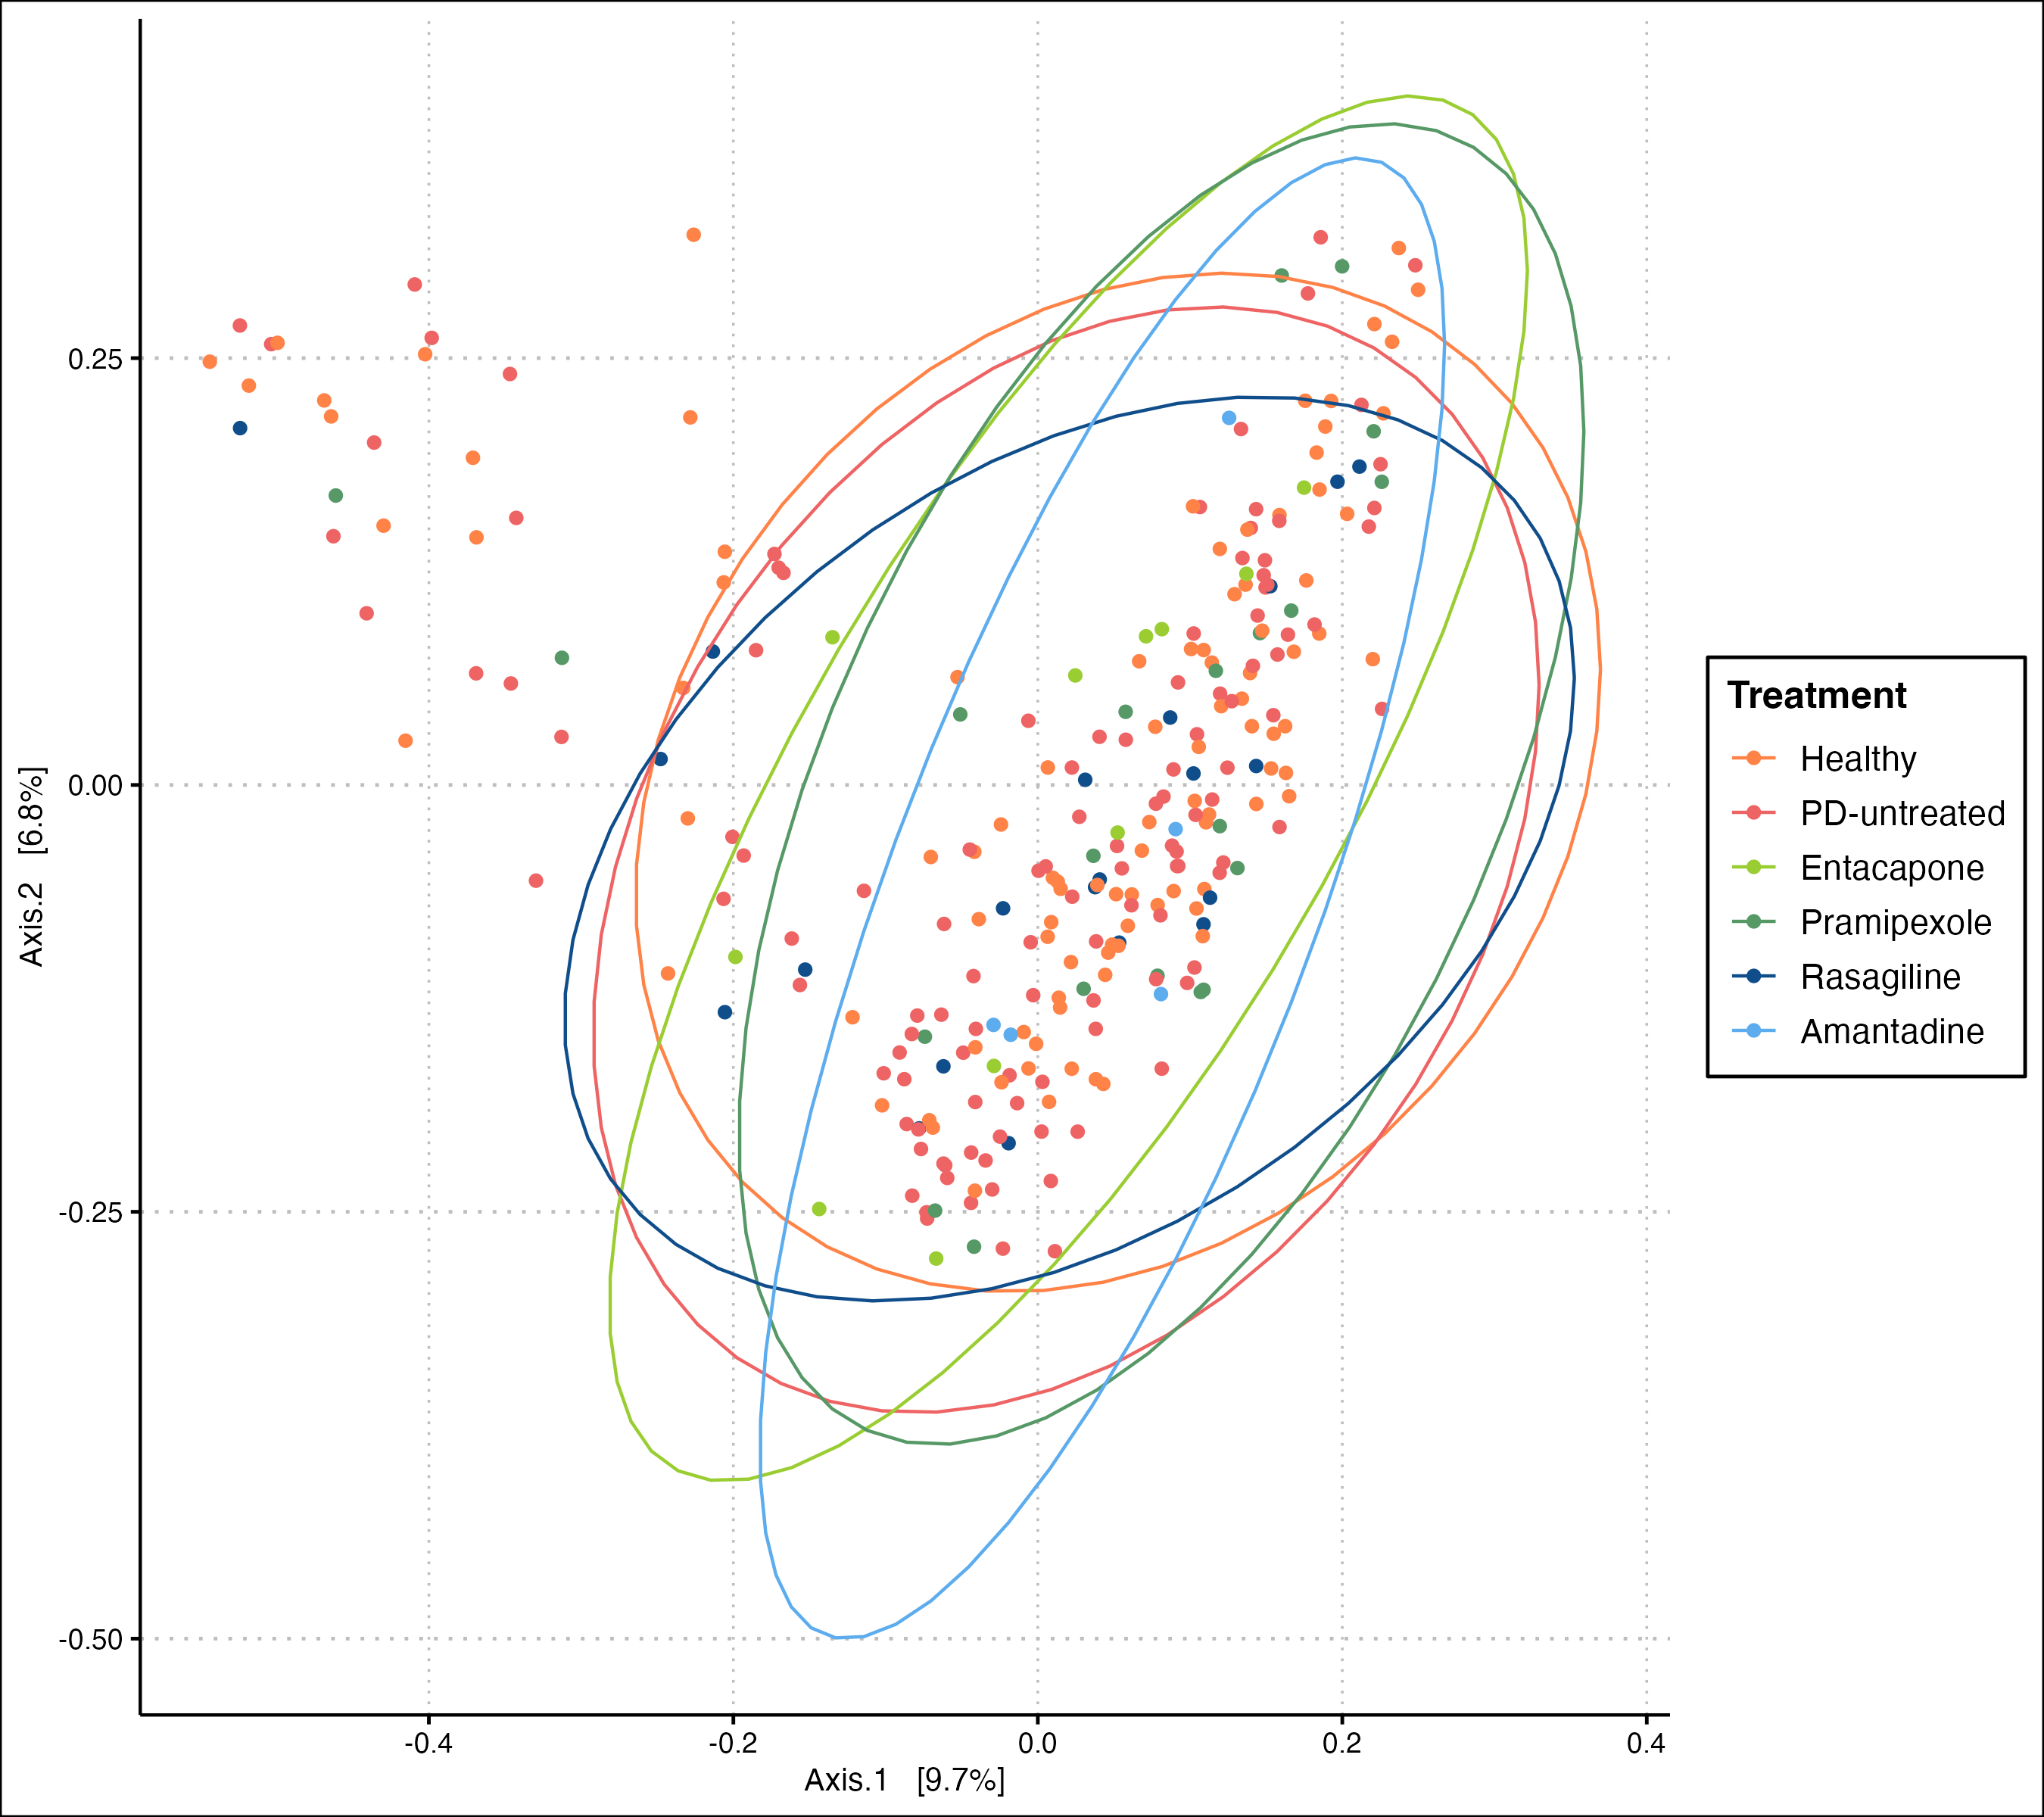 0.25
0.00
-0.25
-0.50
Axis.2 [6.8%]
-0.4
-0.2
0.0
0.2
0.4
Axis.1 [9.7%]
Treatment
Healthy
PD-untreated
Entacapone
Pramipexole
Rasagiline
Amantadine